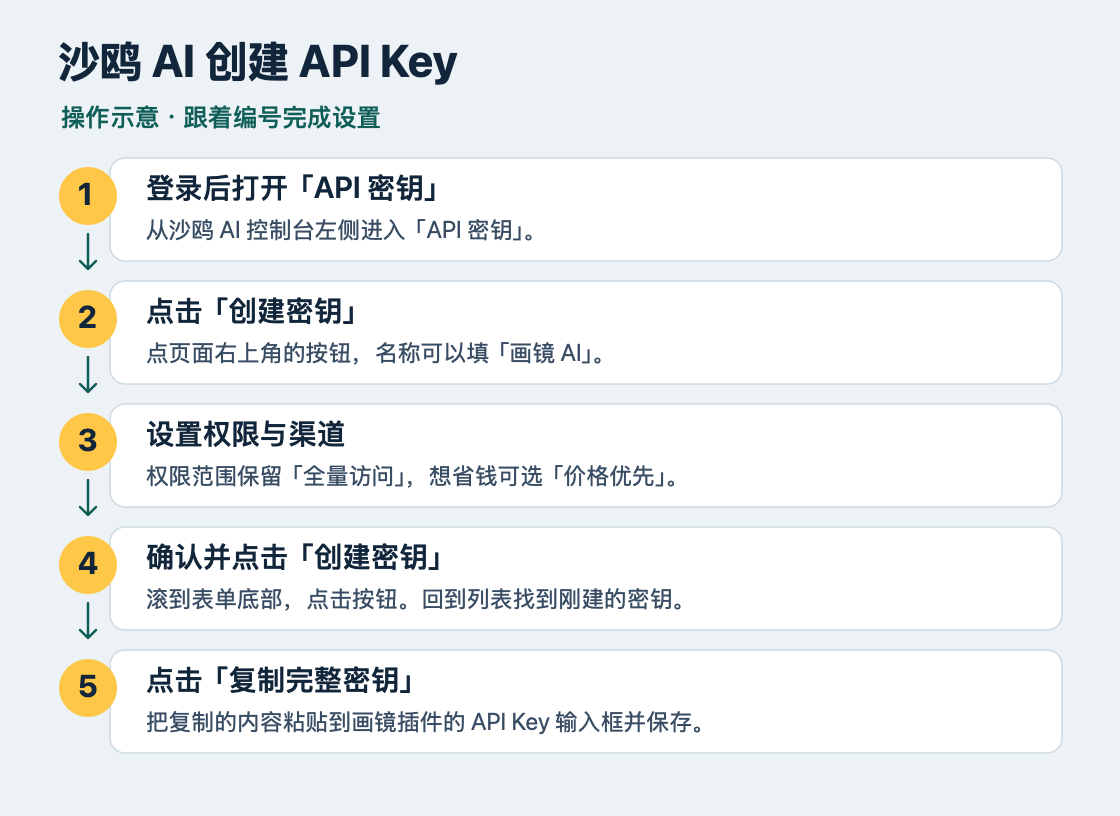 沙鸥 AI 创建 API Key
操作示意 · 跟着编号完成设置
1
登录后打开「API 密钥」
从沙鸥 AI 控制台左侧进入「API 密钥」。
2
点击「创建密钥」
点页面右上角的按钮，名称可以填「画镜 AI」。
3
设置权限与渠道
权限范围保留「全量访问」，想省钱可选「价格优先」。
4
确认并点击「创建密钥」
滚到表单底部，点击按钮。回到列表找到刚建的密钥。
5
点击「复制完整密钥」
把复制的内容粘贴到画镜插件的 API Key 输入框并保存。